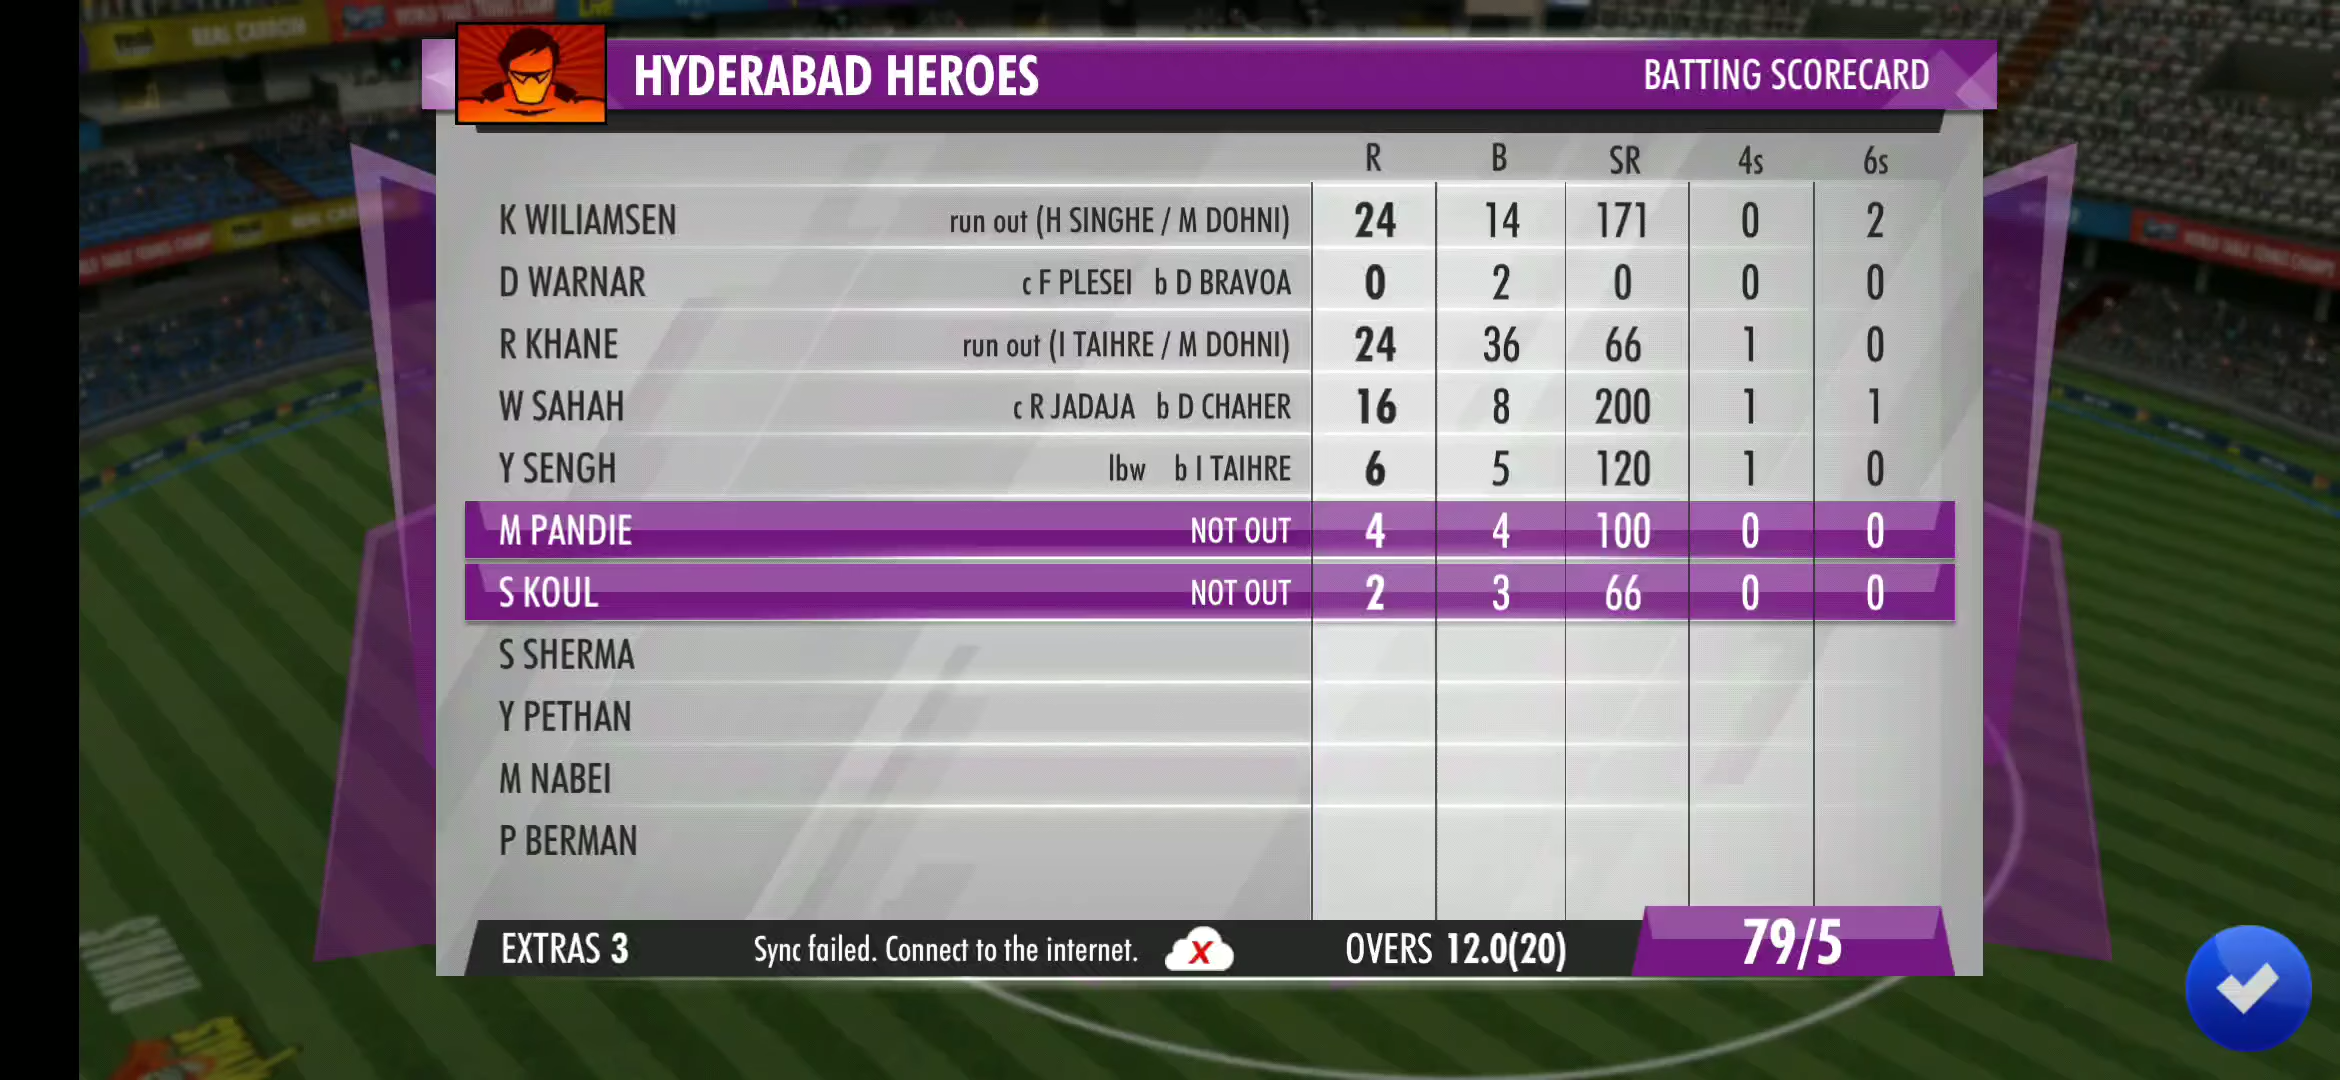 HYDERABAD HEROES BATTING SCORECARD
R B SR 4s 6s
K WILIAMSEN run out (H SINGHE / M DOHNI) 24 14 171 0 2
D WARNAR c F PLESEI b D BRAVOA 0 2 0 0 0
R KHANE run out (I TAIHRE / M DOHNI) 24 36 66 1 0
W SAHAH c R JADAJA b D CHAHER 16 8 200 1 1
Y SENGH lbw b I TAIHRE 6 5 120 1 0
M PANDIE NOT OUT 4 4 100 0 0
S KOUL NOT OUT 2 3 66 0 0
S SHERMA
Y PETHAN
M NABEI
P BERMAN
EXTRAS 3 Sync failed. Connect to the internet. X OVERS 12.0(20) 79/5